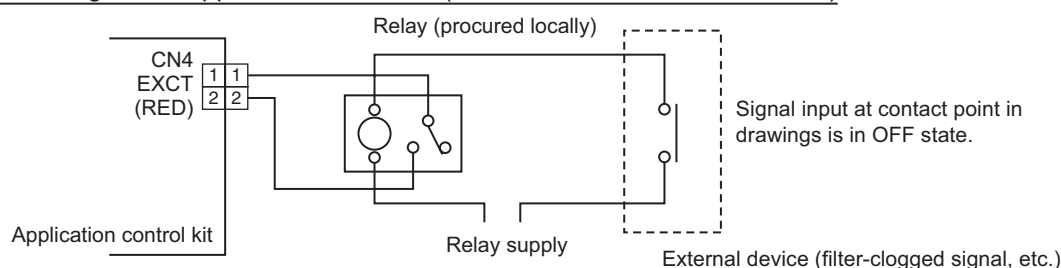 Relay (procured locally)
CN4
EXCT
(RED)
1 1
2 2
Signal input at contact point in
drawings is in OFF state.
Application control kit
Relay supply
External device (filter-clogged signal, etc.)